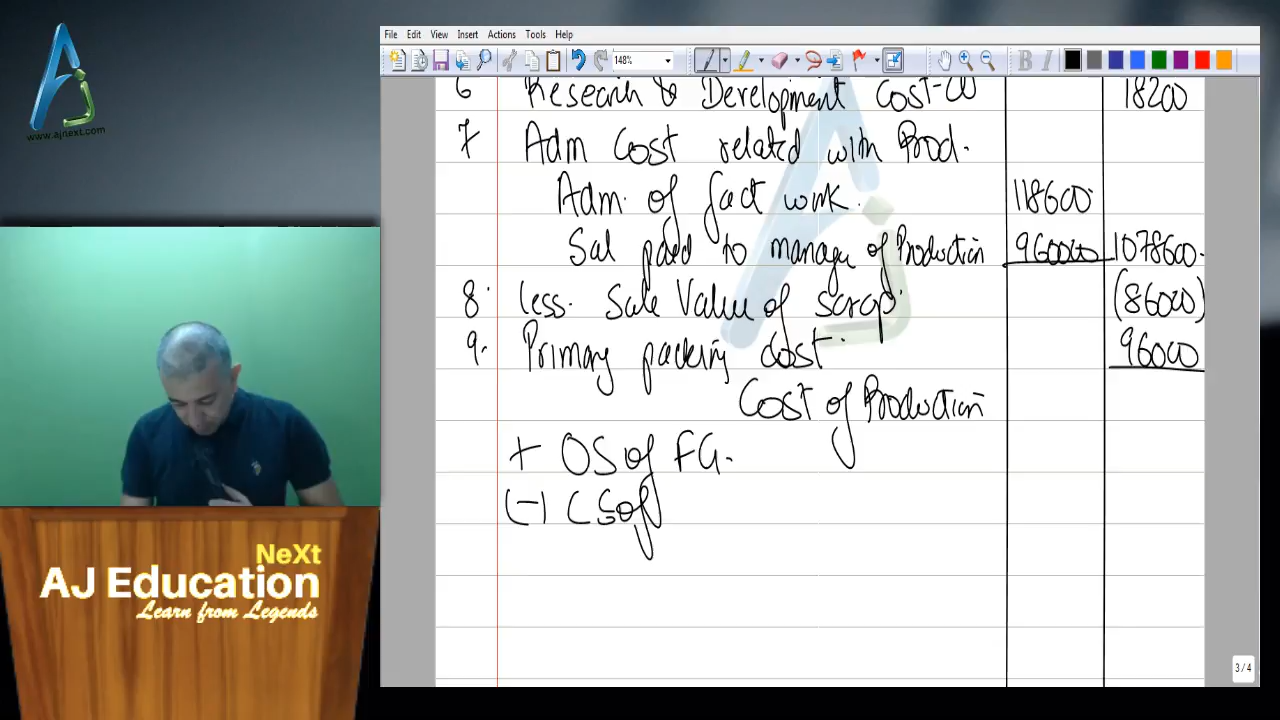 www.ajnext.com
File Edit View Insert Actions Tools Help
148%
B I
6 Research & Development Cost-
18200
7 Adm Cost related with Prod.
Adm. of fact work.
118600
Sal paid to manager of Production
960000 1078600
8. less. Sale Value of scrap.
(86000)
9. Primary packing cost.
96000
Cost of Production
+ OS of FG.
(-) CS of
3/4
NeXt
AJ Education
Learn from Legends